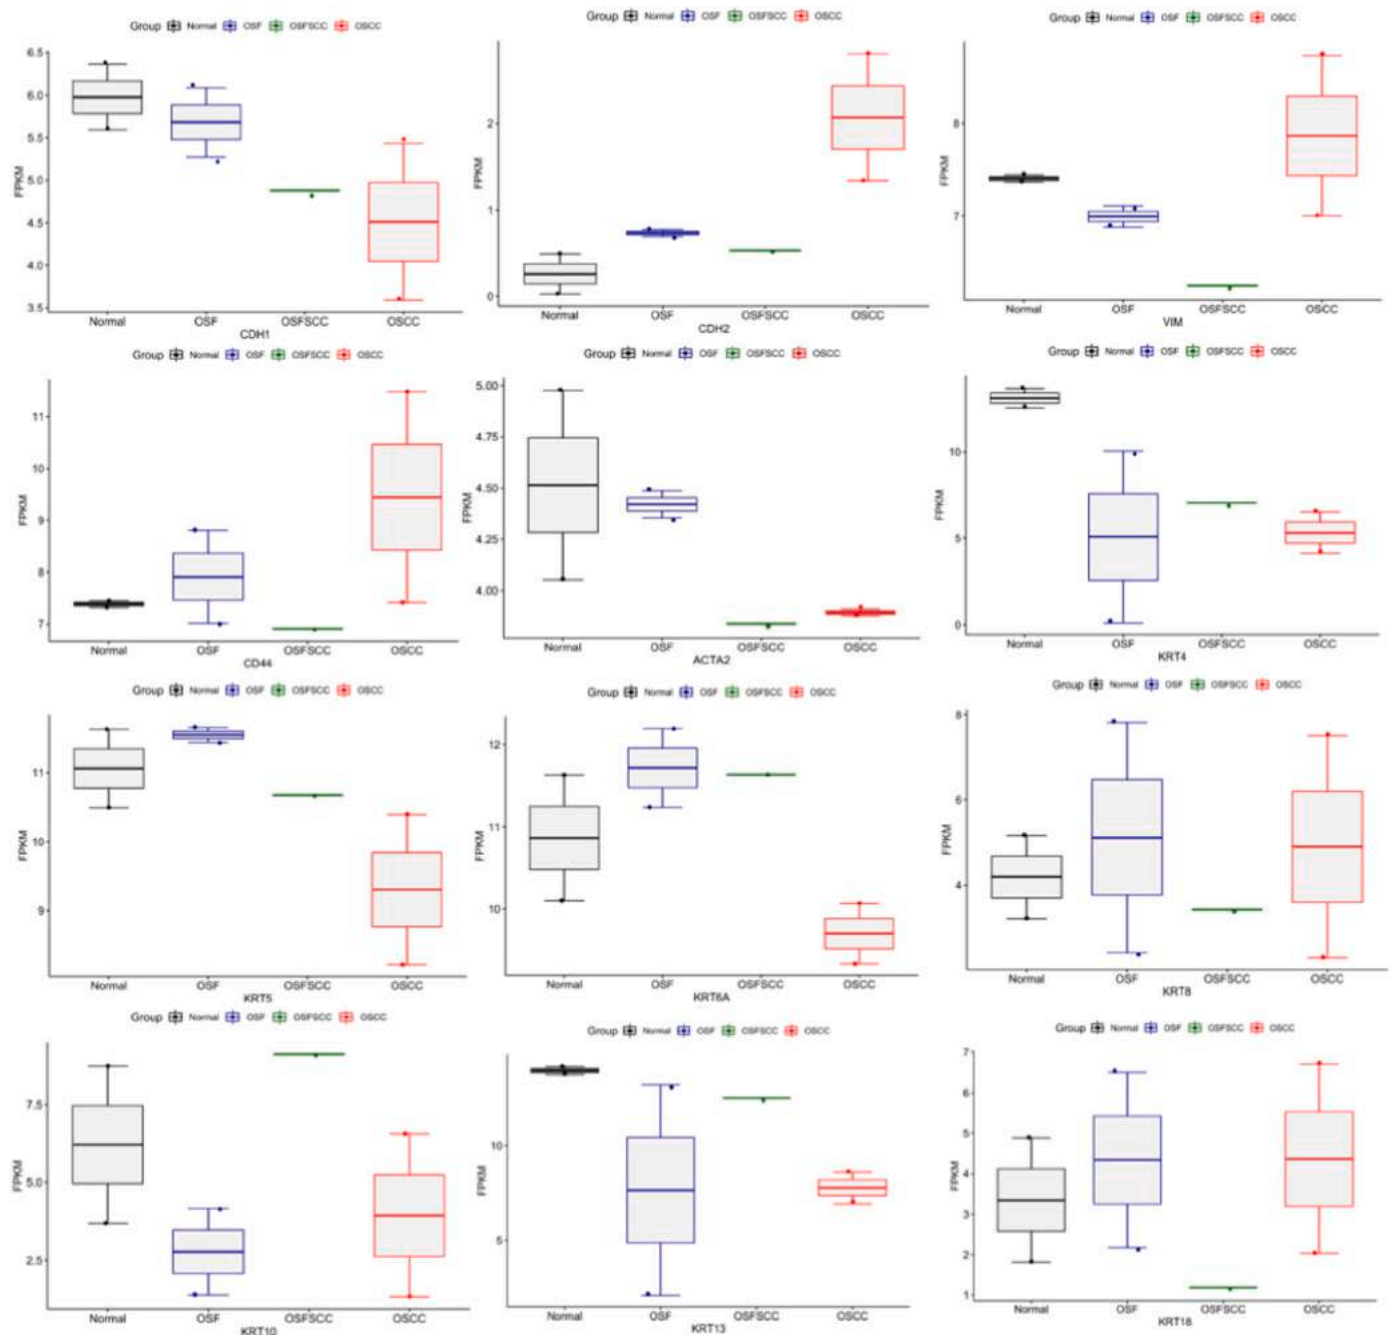 Group Normal OSF OSFSCC OSCC
6.5
6.0
5.5
5.0
4.5
4.0
3.5
FPKM
Normal OSF OSFSCC OSCC
CDH1
Group Normal OSF OSFSCC OSCC
2
1
0
FPKM
Normal OSF OSFSCC OSCC
CDH2
Group Normal OSF OSFSCC OSCC
8
7
FPKM
Normal OSF OSFSCC OSCC
VIM
Group Normal OSF OSFSCC OSCC
11
10
9
8
7
FPKM
Normal OSF OSFSCC OSCC
CD44
Group Normal OSF OSFSCC OSCC
5.00
4.75
4.50
4.25
4.00
FPKM
Normal OSF OSFSCC OSCC
ACTA2
Group Normal OSF OSFSCC OSCC
10
5
0
FPKM
Normal OSF OSFSCC OSCC
KRT4
Group Normal OSF OSFSCC OSCC
11
10
9
FPKM
Normal OSF OSFSCC OSCC
KRT5
Group Normal OSF OSFSCC OSCC
12
11
10
FPKM
Normal OSF OSFSCC OSCC
KRT6A
Group Normal OSF OSFSCC OSCC
8
6
4
FPKM
Normal OSF OSFSCC OSCC
KRT8
Group Normal OSF OSFSCC OSCC
7.5
5.0
2.5
FPKM
Normal OSF OSFSCC OSCC
KRT10
Group Normal OSF OSFSCC OSCC
10
5
FPKM
Normal OSF OSFSCC OSCC
KRT13
Group Normal OSF OSFSCC OSCC
7
6
5
4
3
2
1
FPKM
Normal OSF OSFSCC OSCC
KRT18